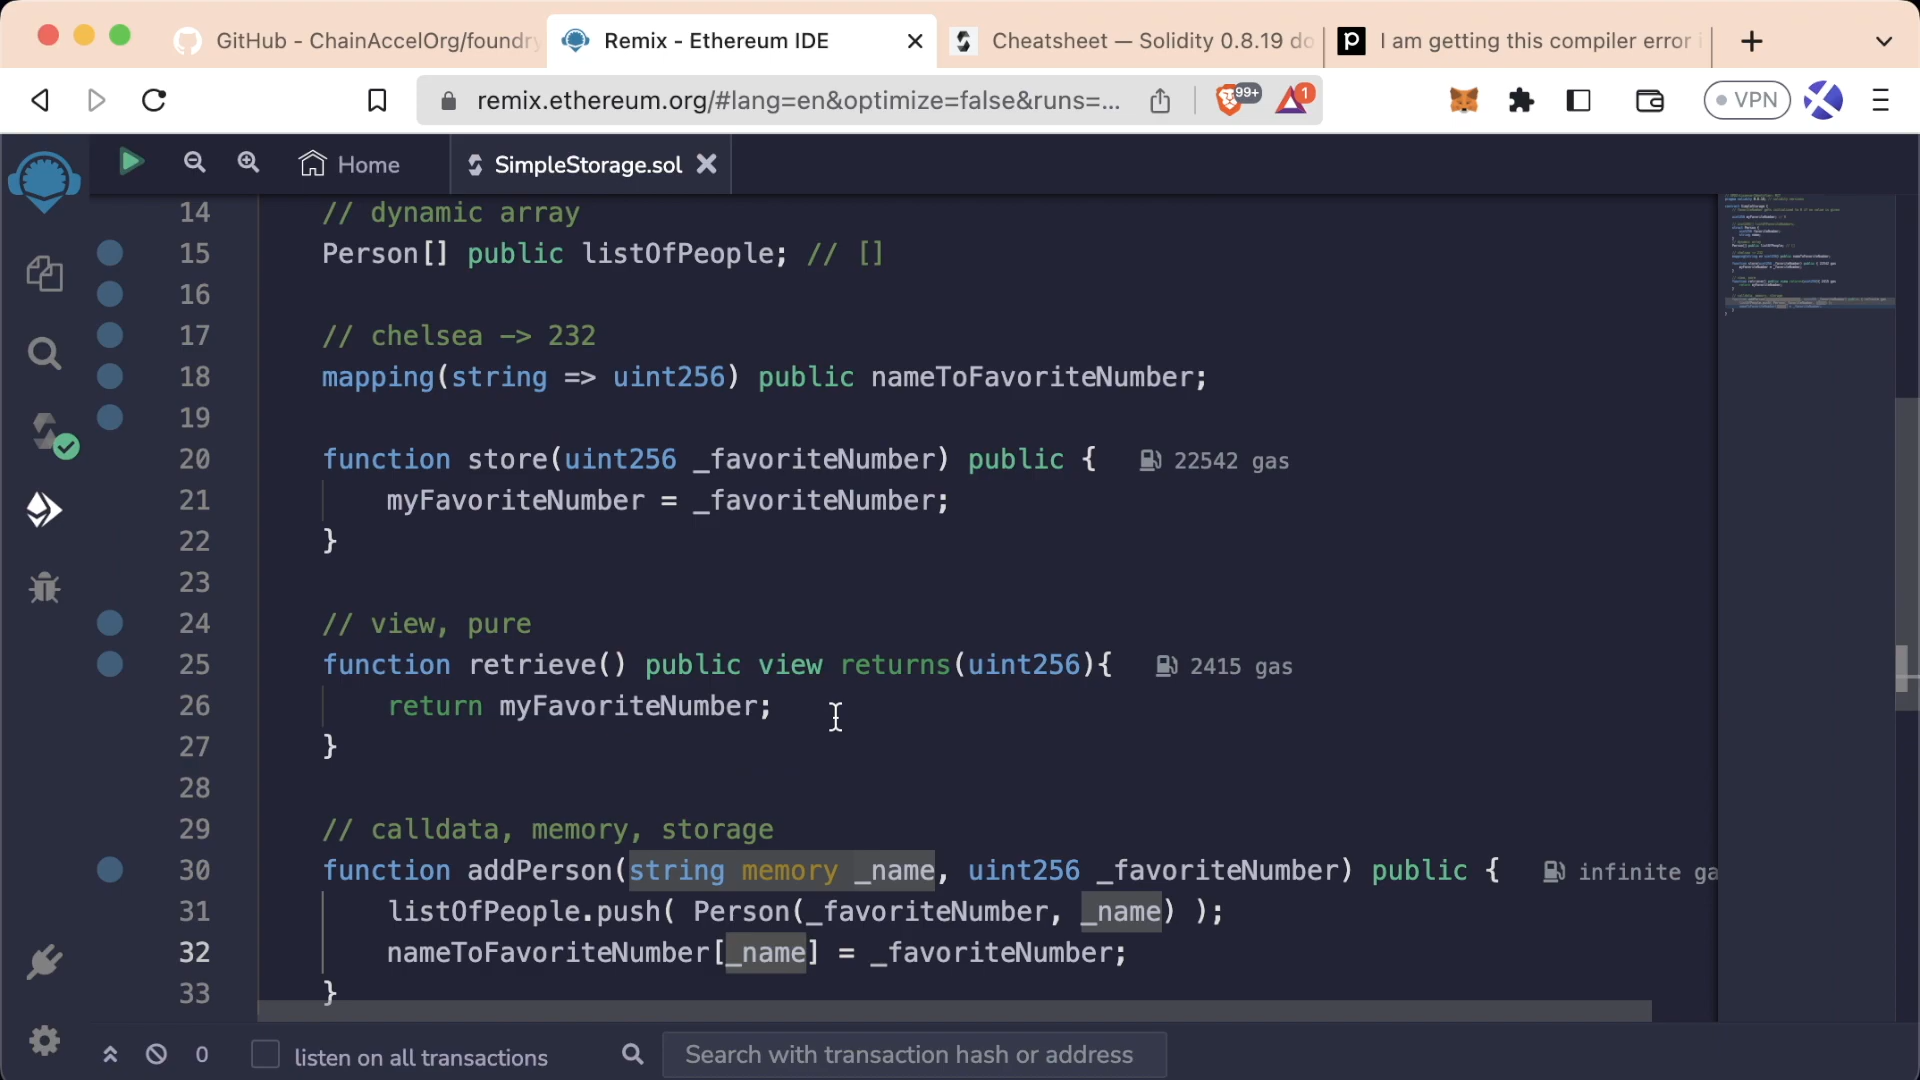 GitHub - ChainAccelOrg/foundry
Remix - Ethereum IDE
Cheatsheet — Solidity 0.8.19 do
I am getting this compiler error i
remix.ethereum.org/#lang=en&optimize=false&runs=...
99+
1
VPN
Home
SimpleStorage.sol
14 // dynamic array
15 Person[] public listOfPeople; // []
16
17 // chelsea -> 232
18 mapping(string => uint256) public nameToFavoriteNumber;
19
20 function store(uint256 _favoriteNumber) public { 22542 gas
21 myFavoriteNumber = _favoriteNumber;
22 }
23
24 // view, pure
25 function retrieve() public view returns(uint256){ 2415 gas
26 return myFavoriteNumber;
27 }
28
29 // calldata, memory, storage
30 function addPerson(string memory _name, uint256 _favoriteNumber) public { infinite ga
31 listOfPeople.push( Person(_favoriteNumber, _name) );
32 nameToFavoriteNumber[_name] = _favoriteNumber;
33 }
0
listen on all transactions
Search with transaction hash or address